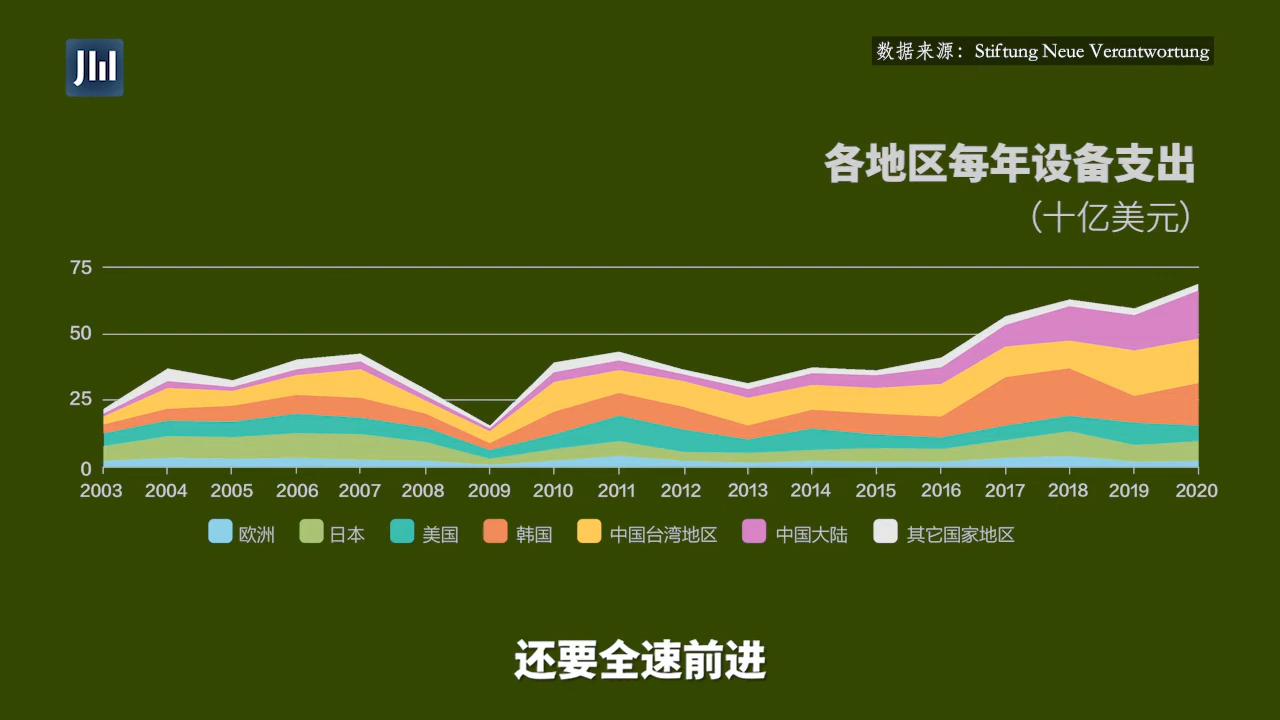 JW
数据来源：Stiftung Neue Verantwortung
各地区每年设备支出
（十亿美元）
75
50
25
0
2003 2004 2005 2006 2007 2008 2009 2010 2011 2012 2013 2014 2015 2016 2017 2018 2019 2020
欧洲 日本 美国 韩国 中国台湾地区 中国大陆 其它国家地区
还要全速前进